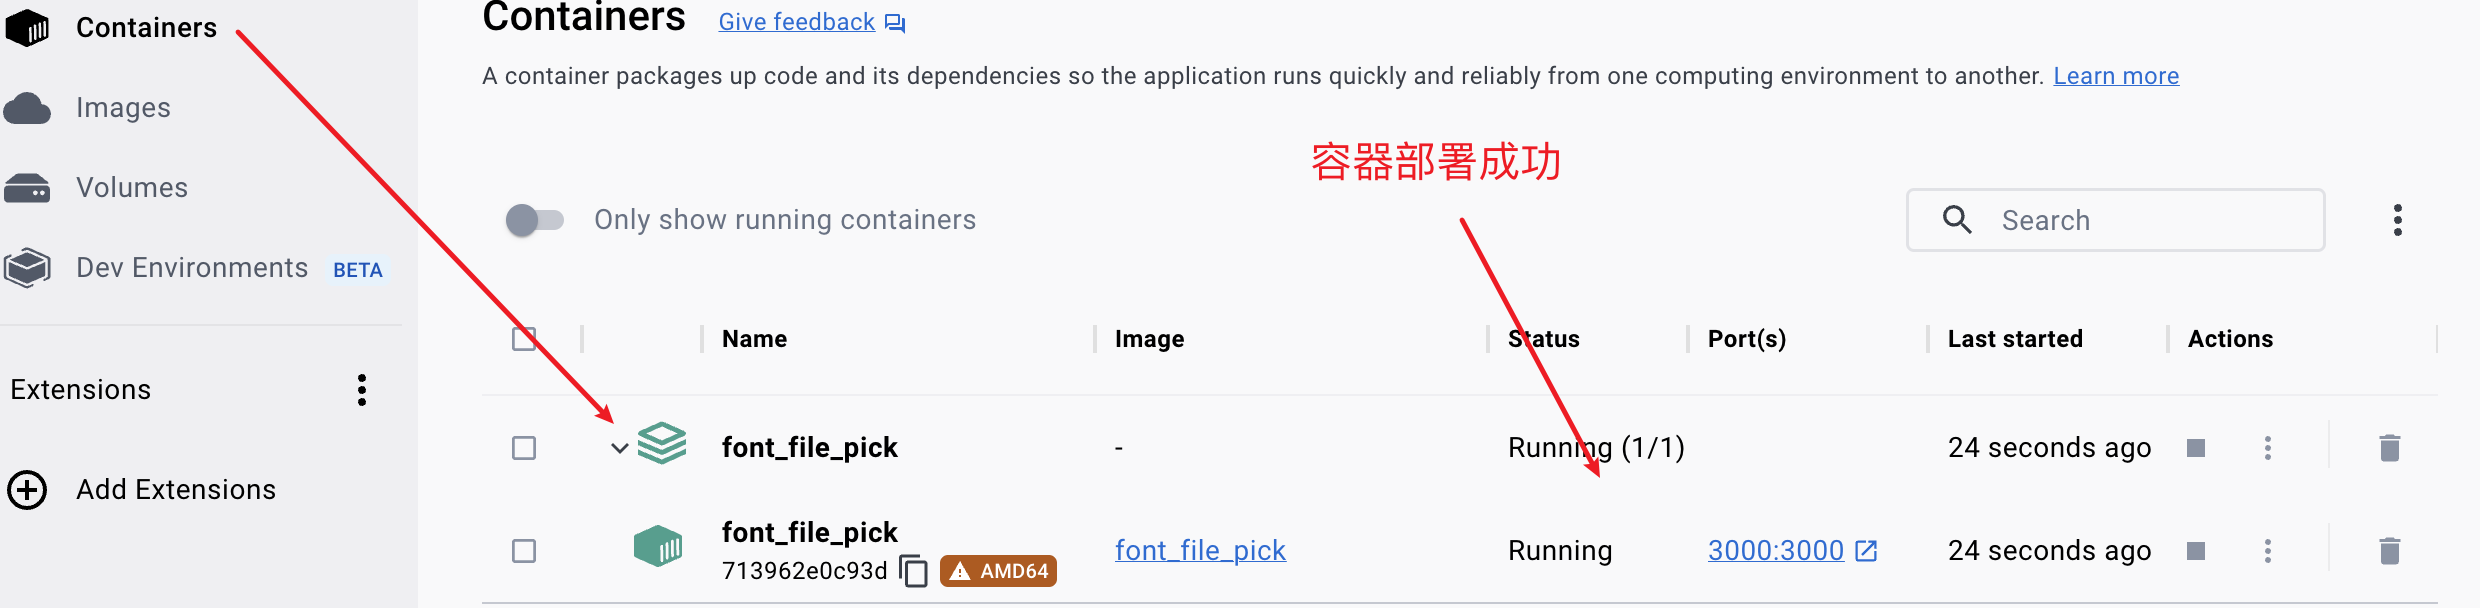 Containers
Images
Volumes
Dev Environments BETA
Extensions
Add Extensions
Containers Give feedback
A container packages up code and its dependencies so the application runs quickly and reliably from one computing environment to another. Learn more
容器部署成功
Only show running containers
Search
Name Image Status Port(s) Last started Actions
font_file_pick - Running (1/1) 24 seconds ago
font_file_pick
713962e0c93d AMD64
font_file_pick Running 3000:3000 24 seconds ago